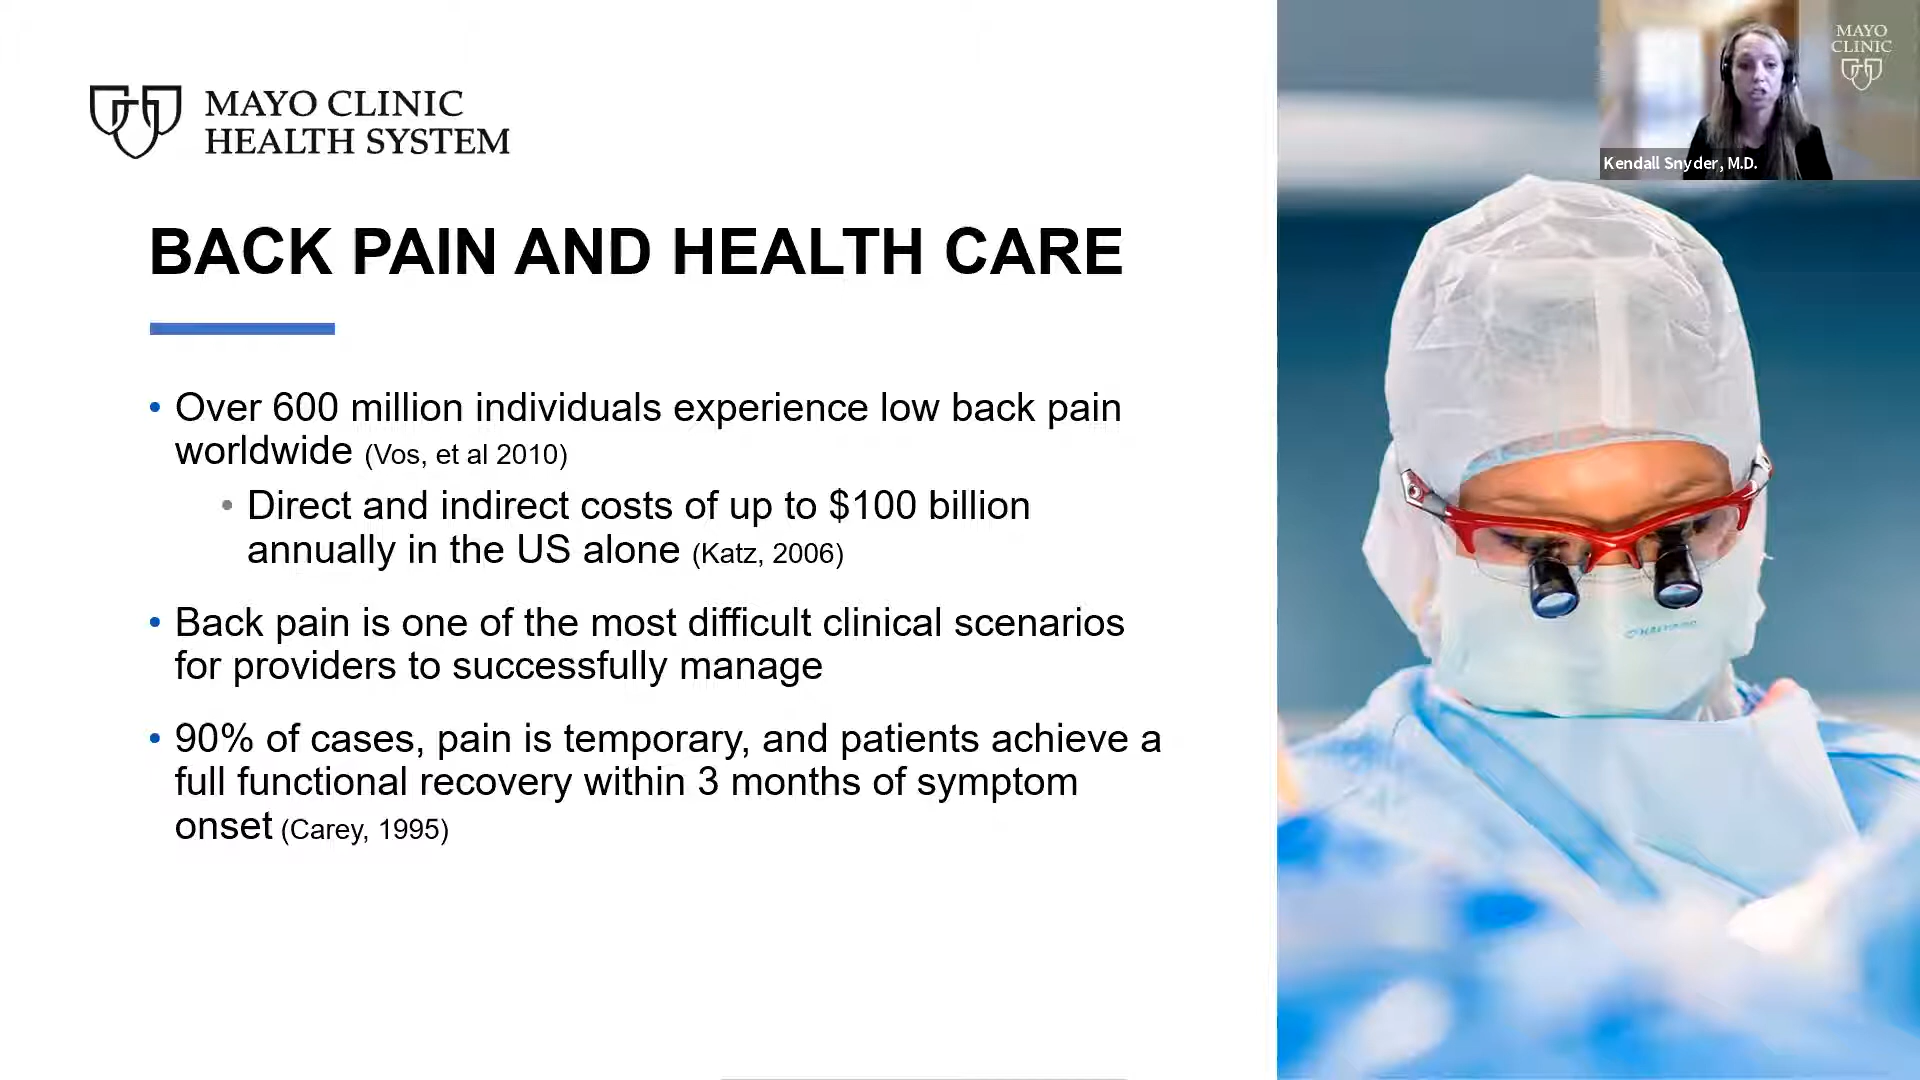 MAYO CLINIC
HEALTH SYSTEM
BACK PAIN AND HEALTH CARE
• Over 600 million individuals experience low back pain
worldwide (Vos, et al 2010)
• Direct and indirect costs of up to $100 billion
annually in the US alone (Katz, 2006)
• Back pain is one of the most difficult clinical scenarios
for providers to successfully manage
• 90% of cases, pain is temporary, and patients achieve a
full functional recovery within 3 months of symptom
onset (Carey, 1995)
MAYO
CLINIC
Kendall Snyder, M.D.